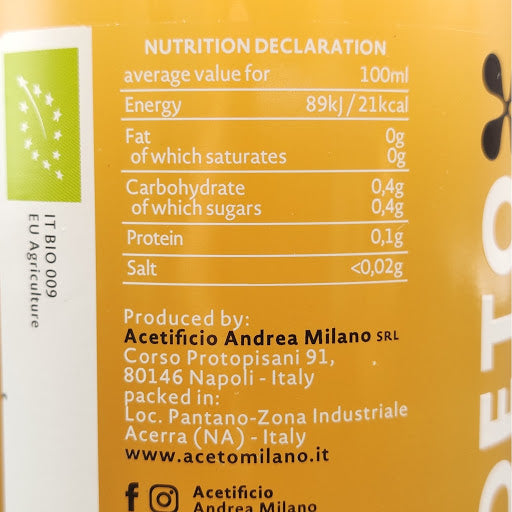 NUTRITION DECLARATION
average value for 100ml
Energy 89kJ/21kcal
Fat 0g
of which saturates 0g
Carbohydrate 0,4g
of which sugars 0,4g
Protein 0,1g
Salt <0,02g
Produced by:
Acetificio Andrea Milano SRL
Corso Protopisani 91,
80146 Napoli - Italy
packed in:
Loc. Pantano-Zona Industriale
Acerra (NA) - Italy
www.acetomilano.it
Acetificio
Andrea Milano
IT BIO 009
EU Agriculture
DETO